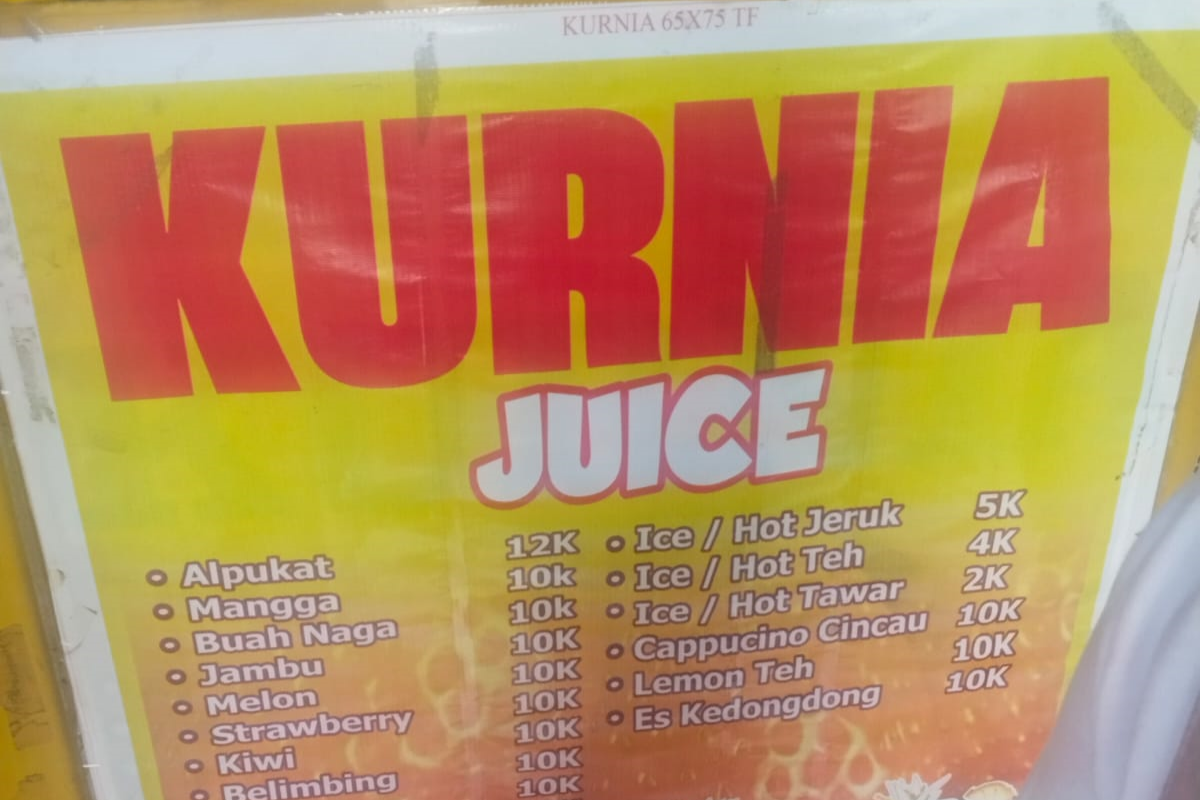 KURNIA 65X75 TF
KURNIA
JUICE
• Alpukat 12K
• Mangga 10k
• Buah Naga 10k
• Jambu 10K
• Melon 10K
• Strawberry 10K
• Kiwi 10K
• Belimbing 10K
10K
• Ice / Hot Jeruk 5K
• Ice / Hot Teh 4K
• Ice / Hot Tawar 2K
• Cappucino Cincau 10K
• Lemon Teh 10K
• Es Kedongdong 10K